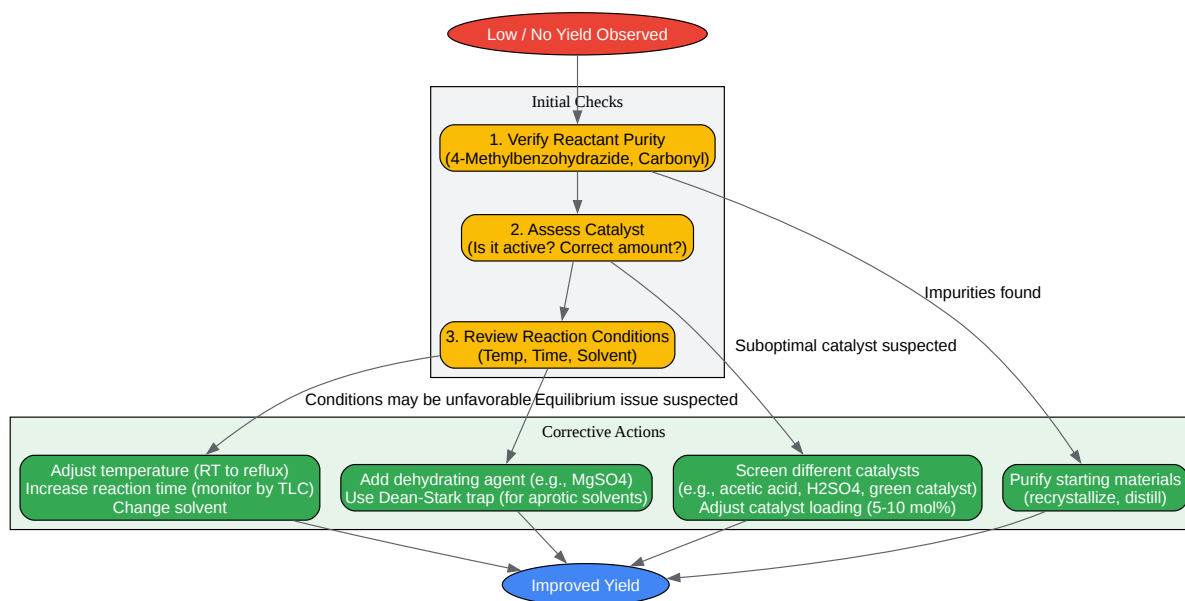 Low / No Yield Observed
Initial Checks
1. Verify Reactant Purity
(4-Methylbenzohydrazide, Carbonyl)
2. Assess Catalyst
(Is it active? Correct amount?)
Impurities found
3. Review Reaction Conditions
(Temp, Time, Solvent)
Suboptimal catalyst suspected
Conditions may be unfavorable
Equilibrium issue suspected
Corrective Actions
Adjust temperature (RT to reflux)
Increase reaction time (monitor by TLC)
Change solvent
Add dehydrating agent (e.g., MgSO4)
Use Dean-Stark trap (for aprotic solvents)
Screen different catalysts
(e.g., acetic acid, H2SO4, green catalyst)
Adjust catalyst loading (5-10 mol%)
Purify starting materials
(recrystallize, distill)
Improved Yield